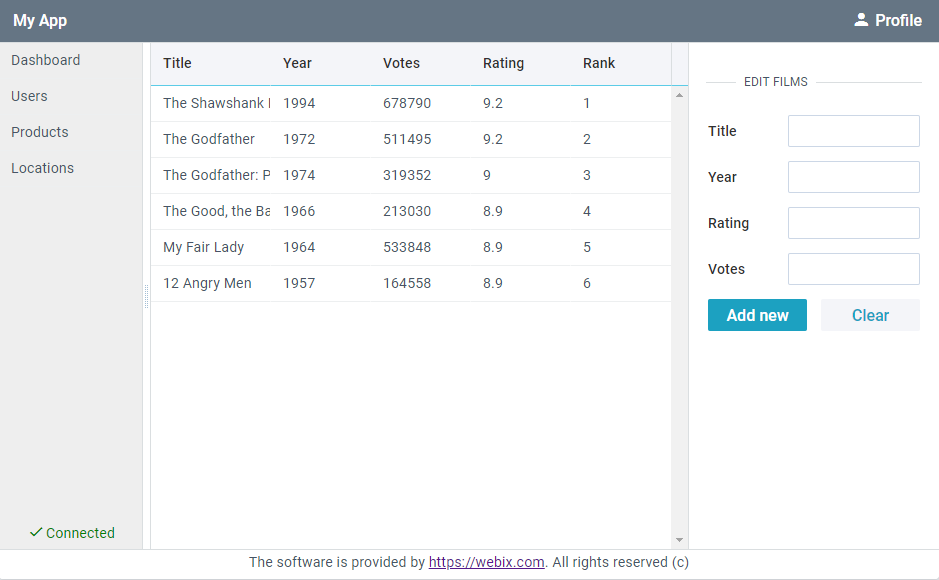 My App Profile
Dashboard
Users
Products
Locations
Connected
Title Year Votes Rating Rank
The Shawshank 1994 678790 9.2 1
The Godfather 1972 511495 9.2 2
The Godfather: P 1974 319352 9 3
The Good, the Ba 1966 213030 8.9 4
My Fair Lady 1964 533848 8.9 5
12 Angry Men 1957 164558 8.9 6
EDIT FILMS
Title
Year
Rating
Votes
Add new Clear
The software is provided by https://webix.com. All rights reserved (c)